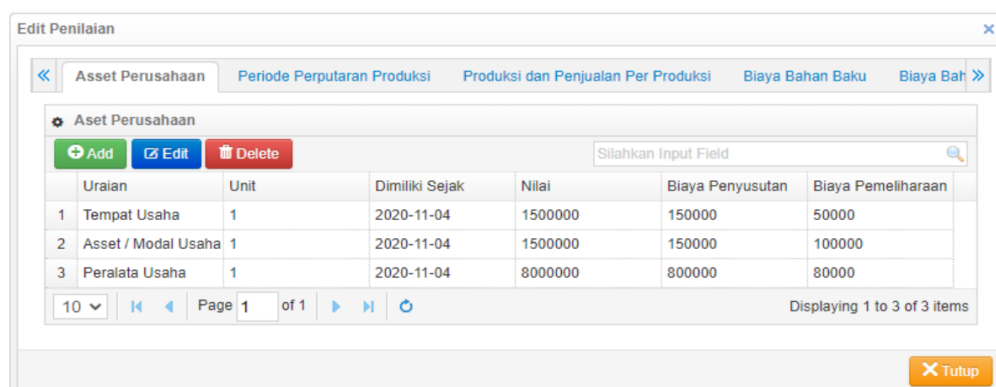 Edit Penilaian ×
« Asset Perusahaan Periode Perputaran Produksi Produksi dan Penjualan Per Produksi Biaya Bahan Baku Biaya Bah »
Aset Perusahaan
Add Edit Delete Silahkan Input Field
Uraian Unit Dimiliki Sejak Nilai Biaya Penyusutan Biaya Pemeliharaan
1 Tempat Usaha 1 2020-11-04 1500000 150000 50000
2 Asset / Modal Usaha 1 2020-11-04 1500000 150000 100000
3 Peralata Usaha 1 2020-11-04 8000000 800000 80000
10 Page 1 of 1 Displaying 1 to 3 of 3 items
Tutup